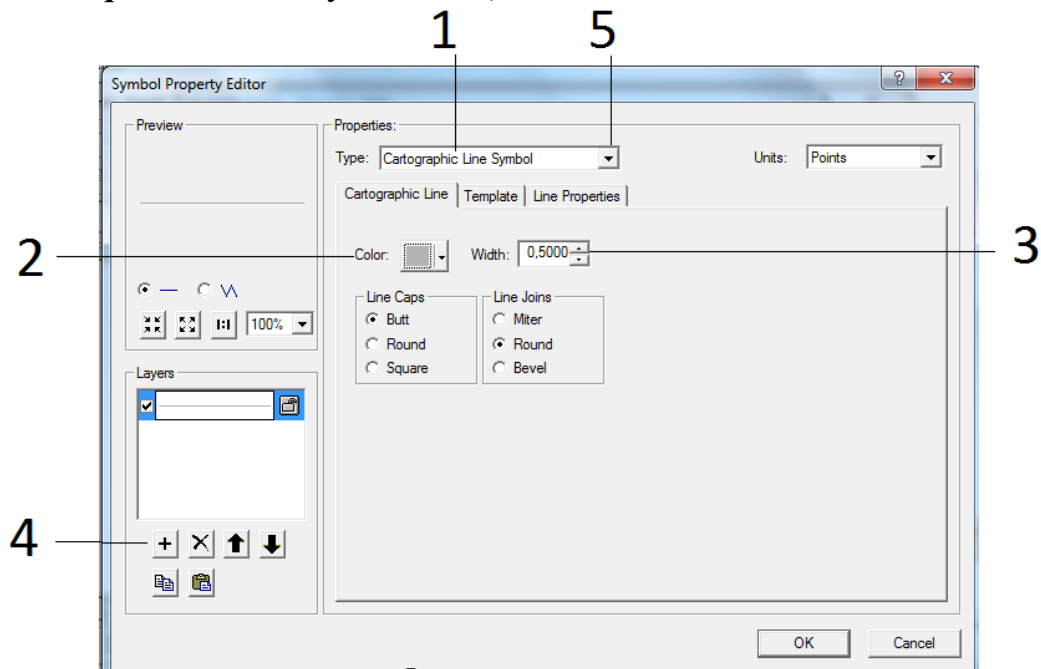 1 5
Symbol Property Editor
Preview
Properties:
Type: Cartographic Line Symbol
Units: Points
Cartographic Line Template Line Properties
2
Color:
Width: 0,5000
3
Line Caps
Butt
Round
Square
Line Joins
Miter
Round
Bevel
1:1 100%
Layers
4
OK Cancel